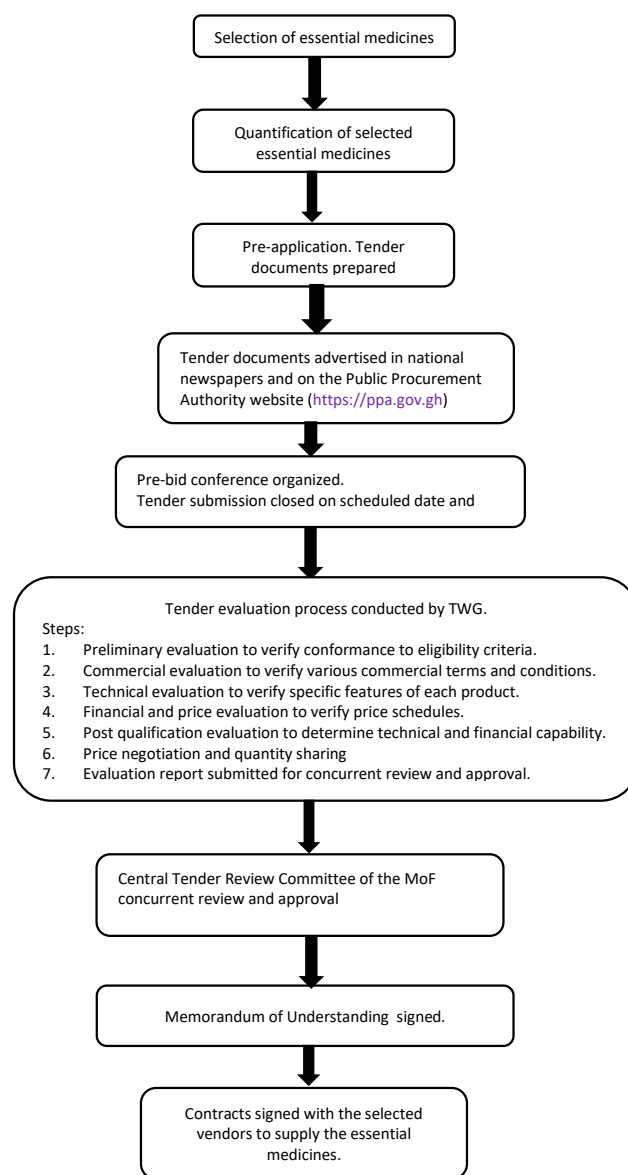 Selection of essential medicines
Quantification of selected
essential medicines
Pre-application. Tender
documents prepared
Tender documents advertised in national
newspapers and on the Public Procurement
Authority website (https://ppa.gov.gh)
Pre-bid conference organized.
Tender submission closed on scheduled date and
Tender evaluation process conducted by TWG.
Steps:
1. Preliminary evaluation to verify conformance to eligibility criteria.
2. Commercial evaluation to verify various commercial terms and conditions.
3. Technical evaluation to verify specific features of each product.
4. Financial and price evaluation to verify price schedules.
5. Post qualification evaluation to determine technical and financial capability.
6. Price negotiation and quantity sharing
7. Evaluation report submitted for concurrent review and approval.
Central Tender Review Committee of the MoF
concurrent review and approval
Memorandum of Understanding signed.
Contracts signed with the selected
vendors to supply the essential
medicines.